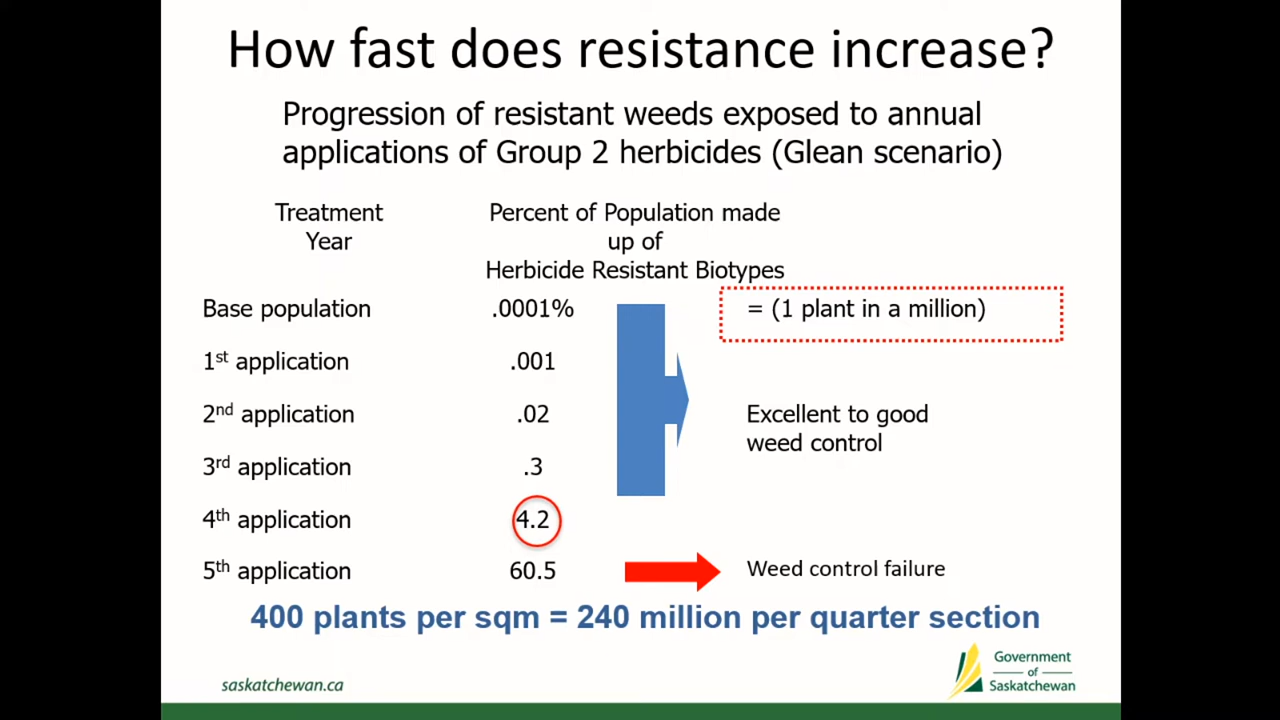 How fast does resistance increase?
Progression of resistant weeds exposed to annual
applications of Group 2 herbicides (Glean scenario)
Treatment
Year
Percent of Population made
up of
Herbicide Resistant Biotypes
Base population .0001% = (1 plant in a million)
1st application .001
2nd application .02
Excellent to good
weed control
3rd application .3
4th application 4.2
5th application 60.5 Weed control failure
400 plants per sqm = 240 million per quarter section
saskatchewan.ca
Government
of
Saskatchewan